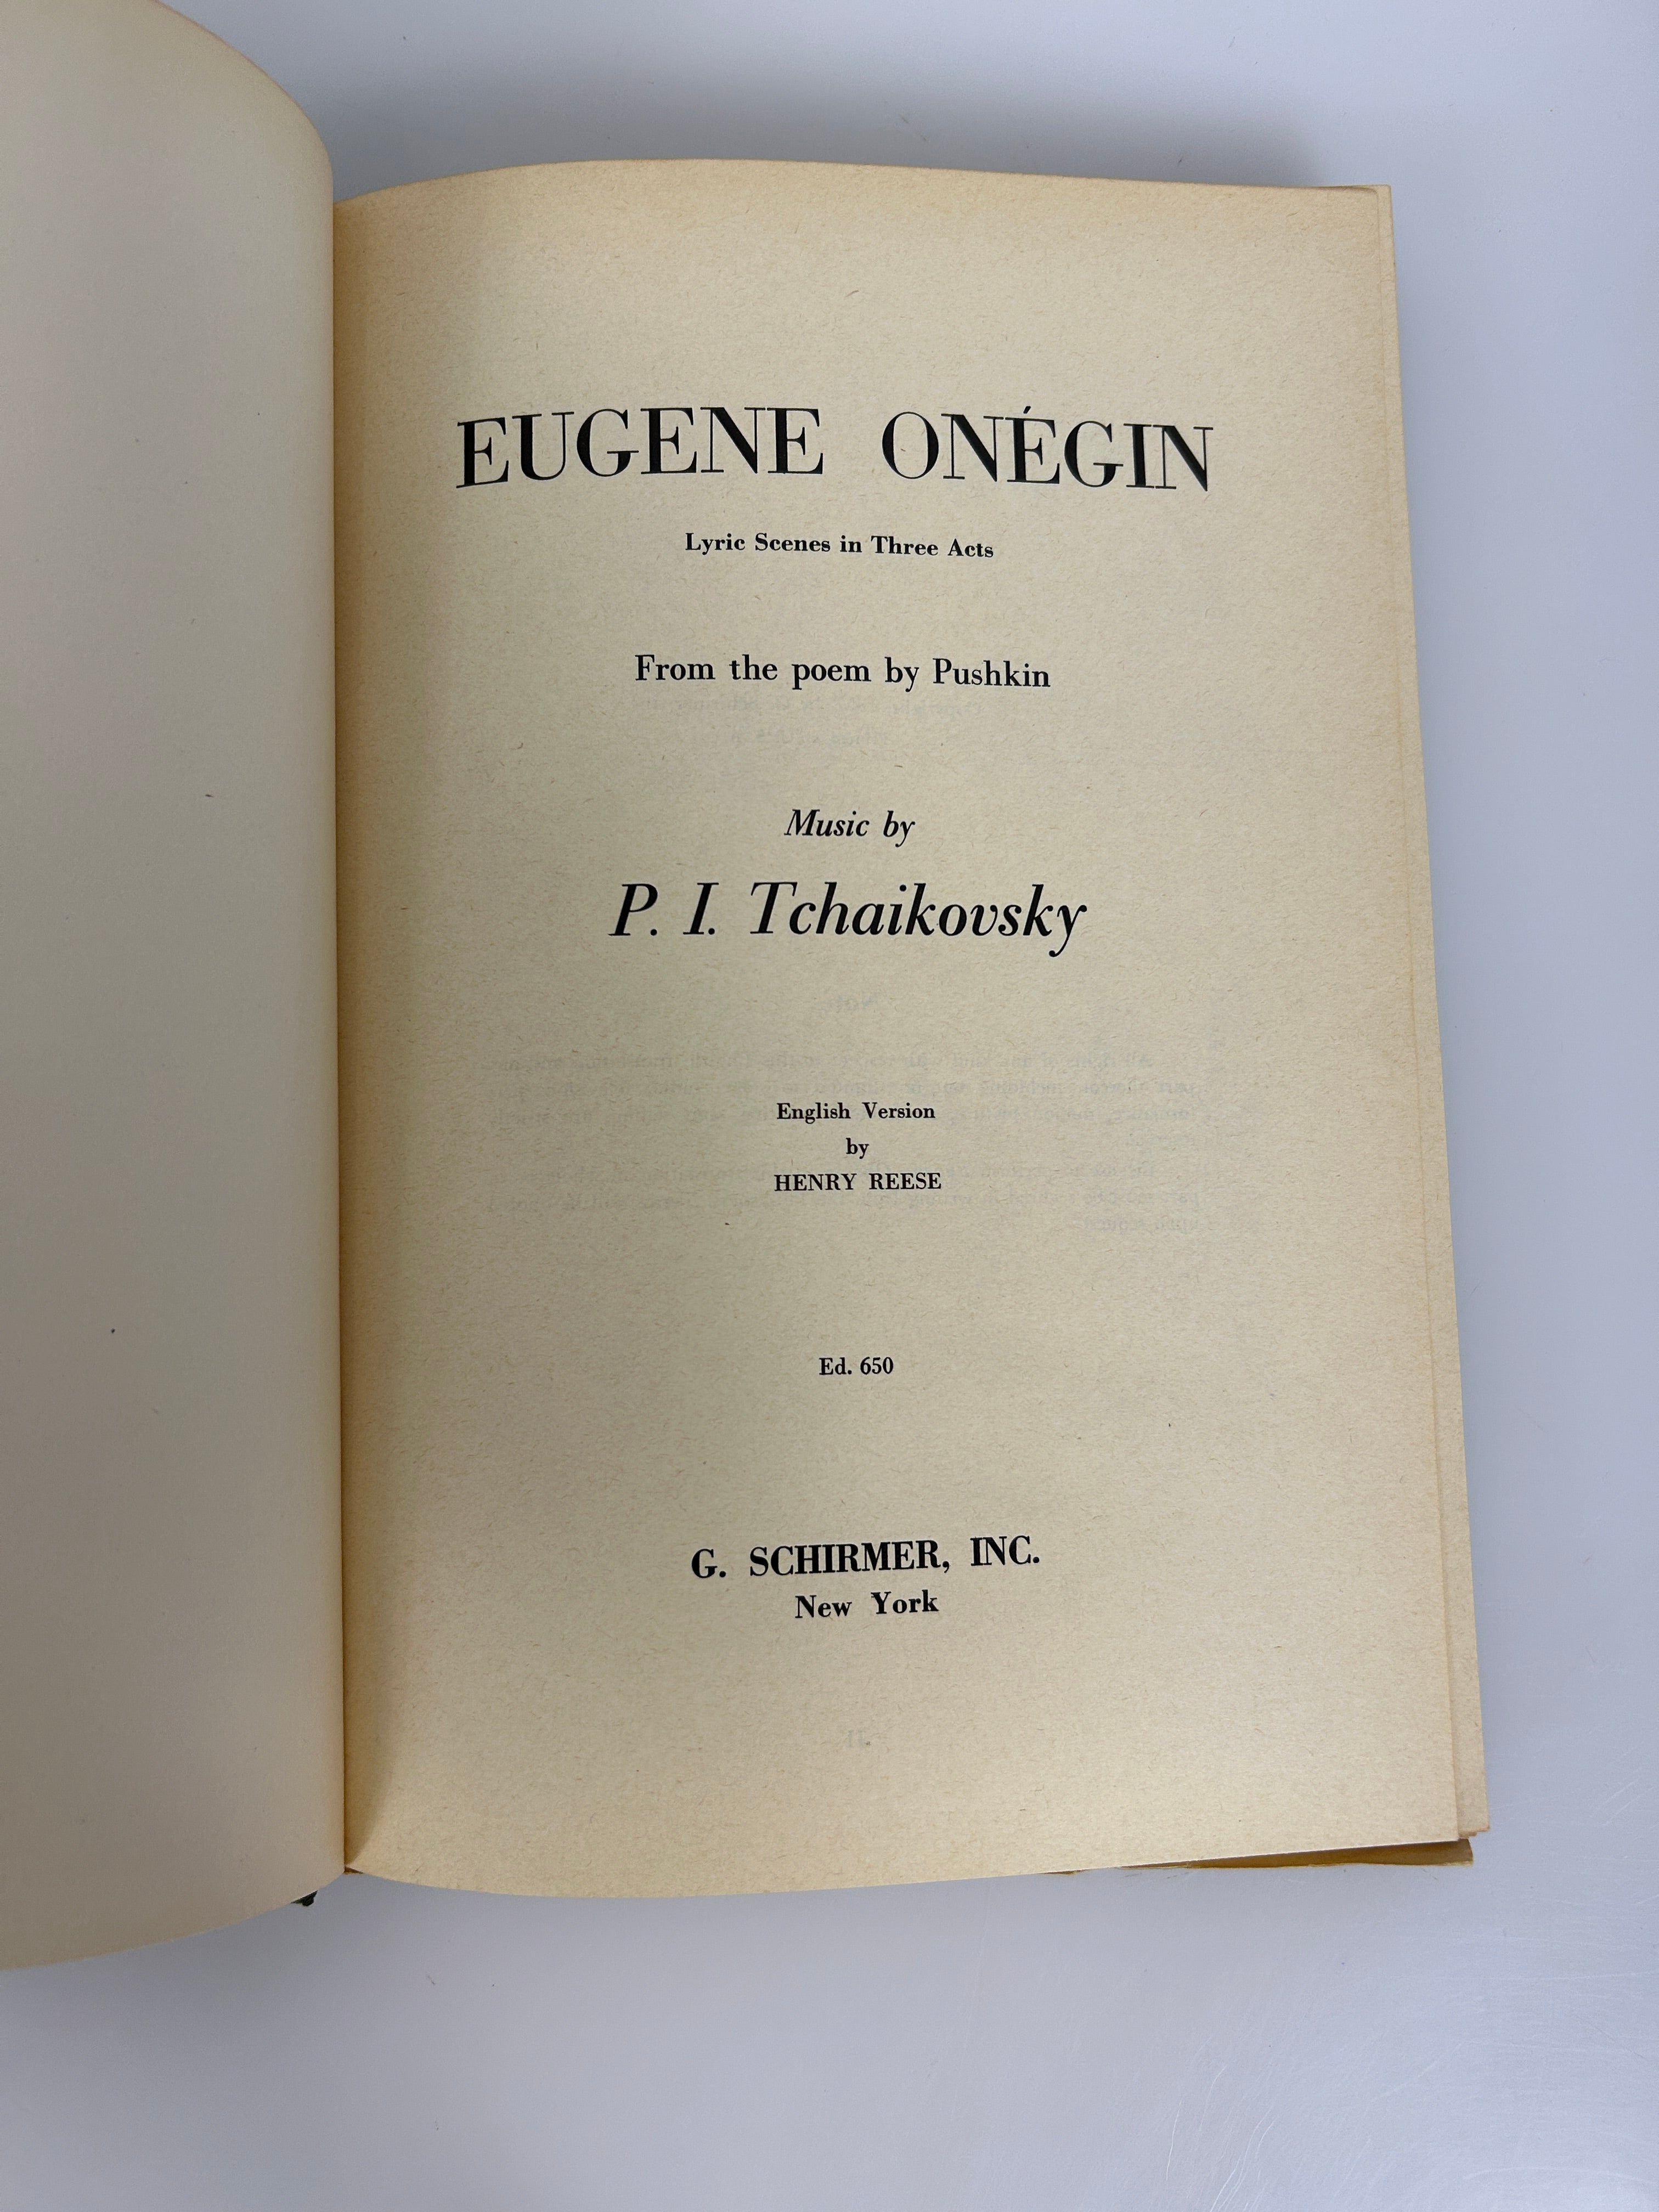 EUGENE ONÉGIN
Lyric Scenes in Three Acts
From the poem by Pushkin
Music by
P. I. Tchaikovsky
English Version
by
HENRY REESE
Ed. 650
G. SCHIRMER, INC.
New York